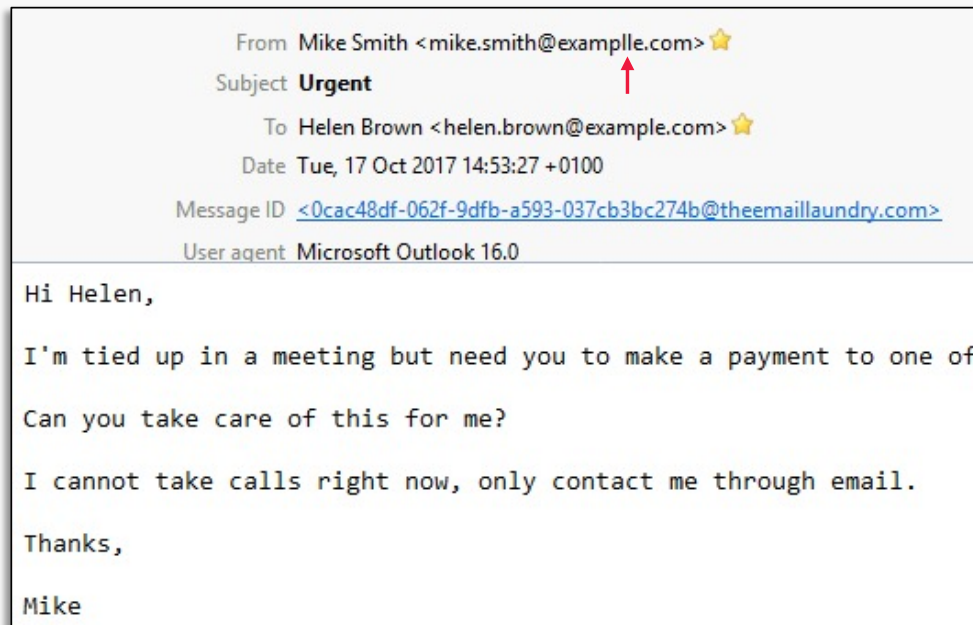 From Mike Smith <mike.smith@examplle.com>
Subject Urgent
To Helen Brown <helen.brown@example.com>
Date Tue, 17 Oct 2017 14:53:27 +0100
Message ID <0cac48df-062f-9dfb-a593-037cb3bc274b@theemaillaundry.com>
User agent Microsoft Outlook 16.0
Hi Helen,
I'm tied up in a meeting but need you to make a payment to one of
Can you take care of this for me?
I cannot take calls right now, only contact me through email.
Thanks,
Mike